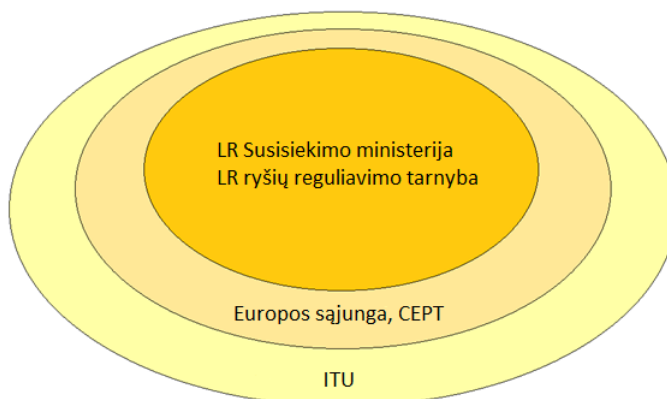 LR Susisiekimo ministerija
LR ryšių reguliavimo tarnyba
Europos sąjunga, CEPT
ITU